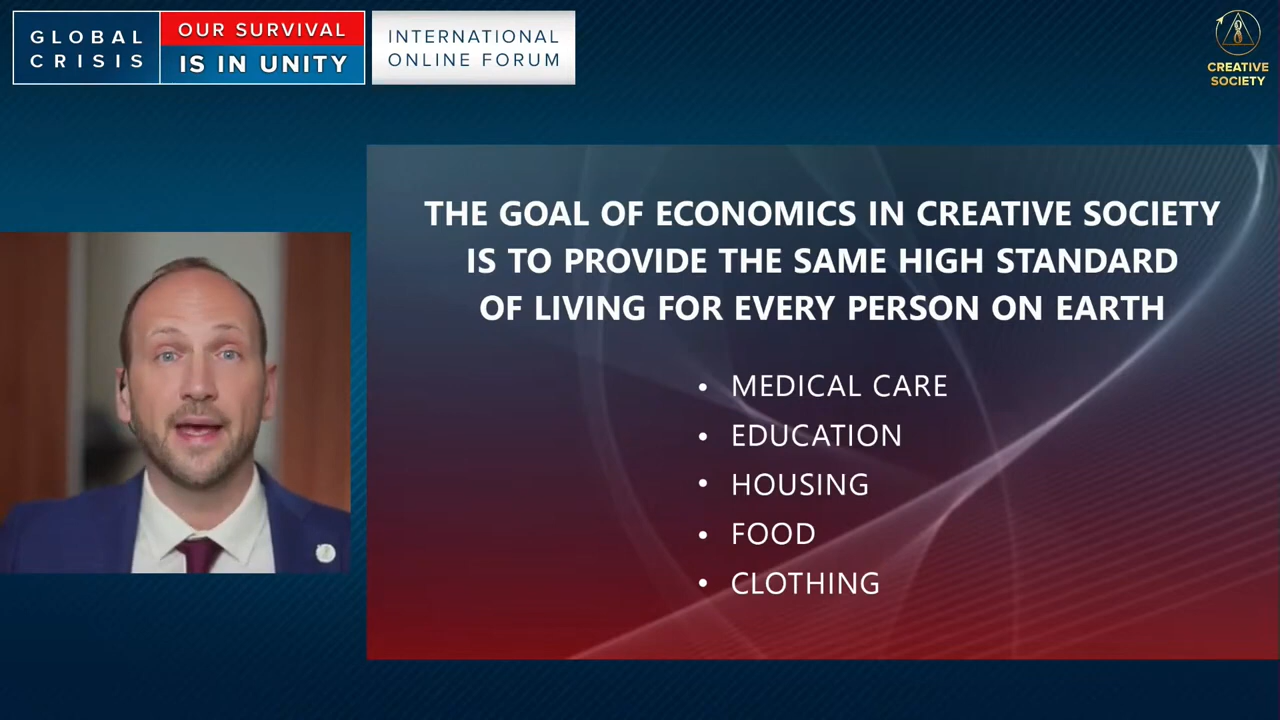 GLOBAL
CRISIS
OUR SURVIVAL
IS IN UNITY
INTERNATIONAL
ONLINE FORUM
CREATIVE
SOCIETY
THE GOAL OF ECONOMICS IN CREATIVE SOCIETY
IS TO PROVIDE THE SAME HIGH STANDARD
OF LIVING FOR EVERY PERSON ON EARTH
• MEDICAL CARE
• EDUCATION
• HOUSING
• FOOD
• CLOTHING